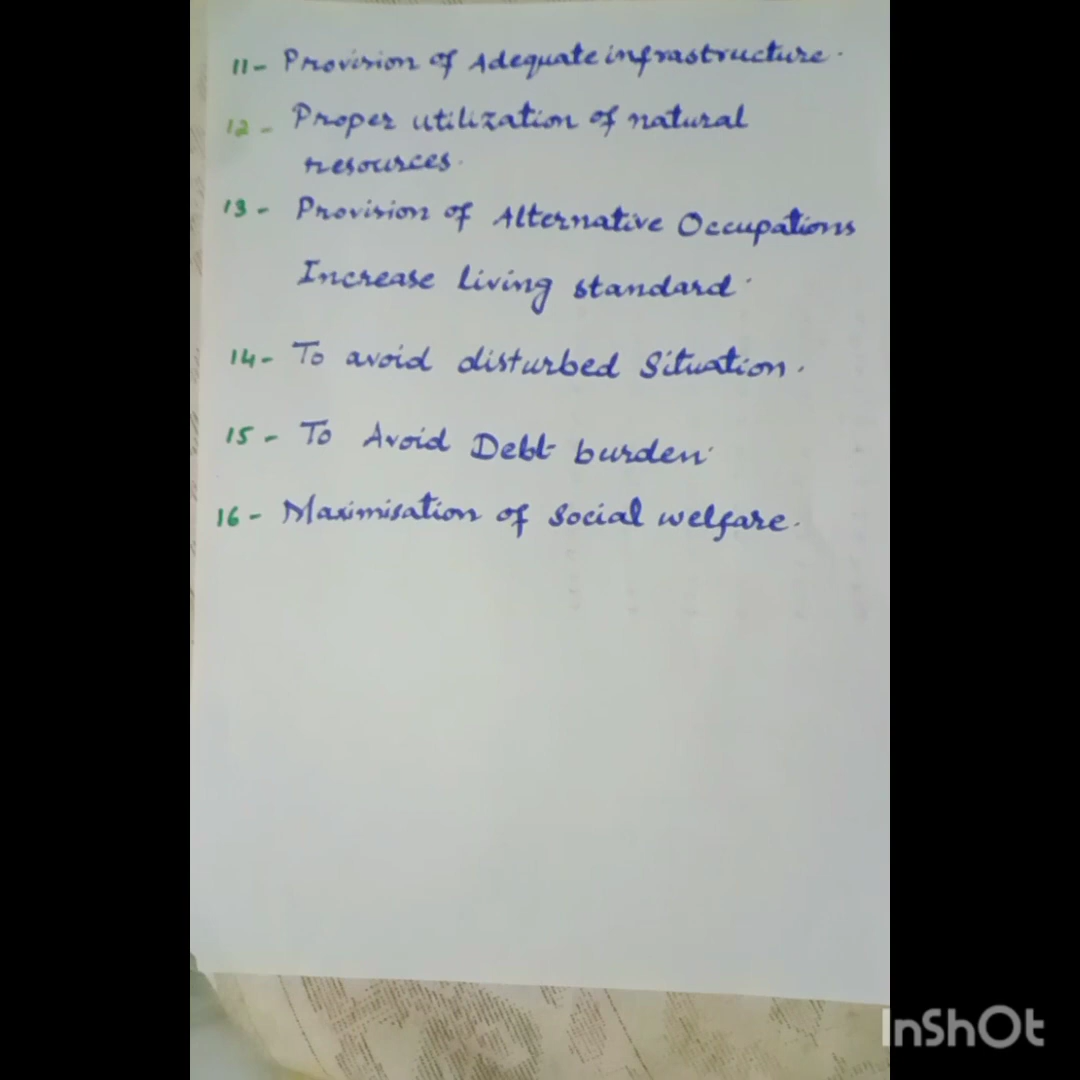 11- Provision of Adequate infrastructure.
12- Proper utilization of natural
resources.
13- Provision of Alternative Occupations
Increase living standard.
14- To avoid disturbed Situation.
15- To Avoid Debt burden.
16- Maximisation of Social welfare.
InShOt